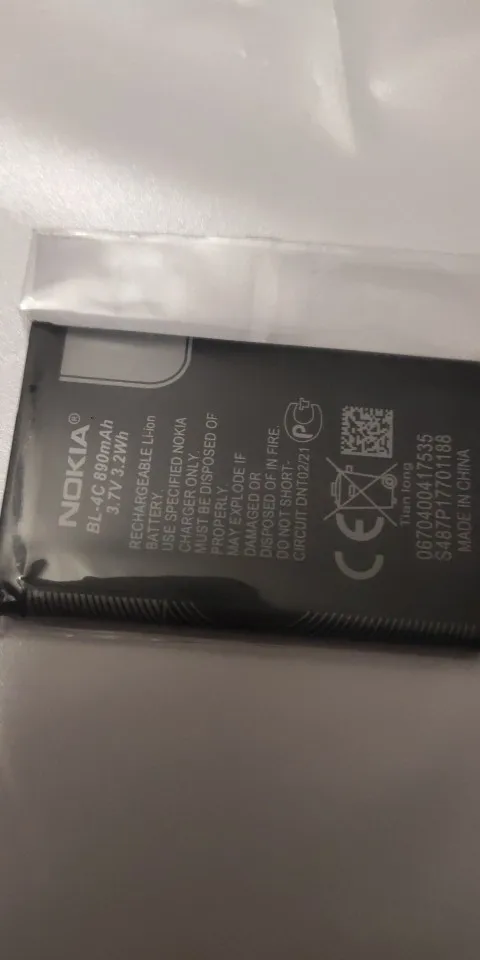 NOKIA®
BL-4C 890mAh
3.7V 3.2Wh
RECHARGEABLE Li-Ion
BATTERY.
USE SPECIFIED NOKIA
CHARGER ONLY.
MUST BE DISPOSED OF
PROPERLY.
MAY EXPLODE IF
DAMAGED OR
DISPOSED OF IN FIRE.
DO NOT SHORT-
CIRCUIT DNT02/21
PC
CE
Tian long
0670400417535
S487P17701188
MADE IN CHINA